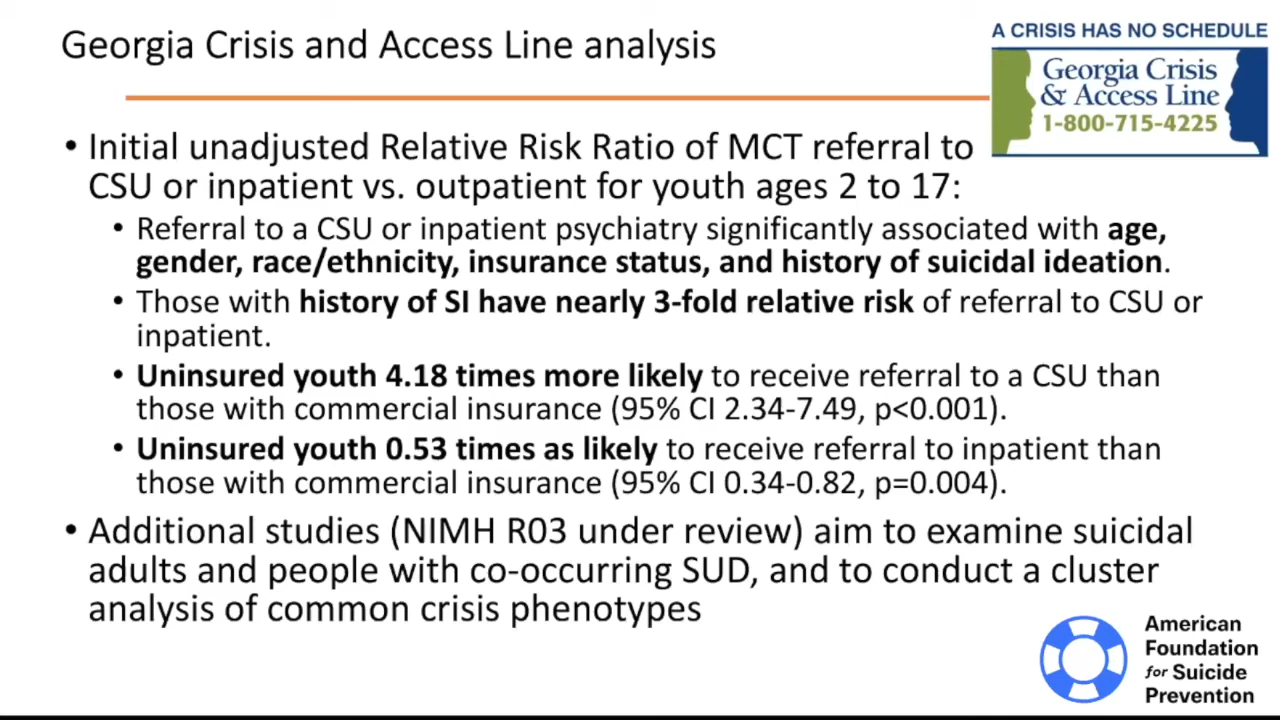 Georgia Crisis and Access Line analysis
A CRISIS HAS NO SCHEDULE
Georgia Crisis
& Access Line
1-800-715-4225
• Initial unadjusted Relative Risk Ratio of MCT referral to
CSU or inpatient vs. outpatient for youth ages 2 to 17:
• Referral to a CSU or inpatient psychiatry significantly associated with age,
gender, race/ethnicity, insurance status, and history of suicidal ideation.
• Those with history of SI have nearly 3-fold relative risk of referral to CSU or
inpatient.
• Uninsured youth 4.18 times more likely to receive referral to a CSU than
those with commercial insurance (95% CI 2.34-7.49, p<0.001).
• Uninsured youth 0.53 times as likely to receive referral to inpatient than
those with commercial insurance (95% CI 0.34-0.82, p=0.004).
• Additional studies (NIMH R03 under review) aim to examine suicidal
adults and people with co-occurring SUD, and to conduct a cluster
analysis of common crisis phenotypes
American
Foundation
for Suicide
Prevention